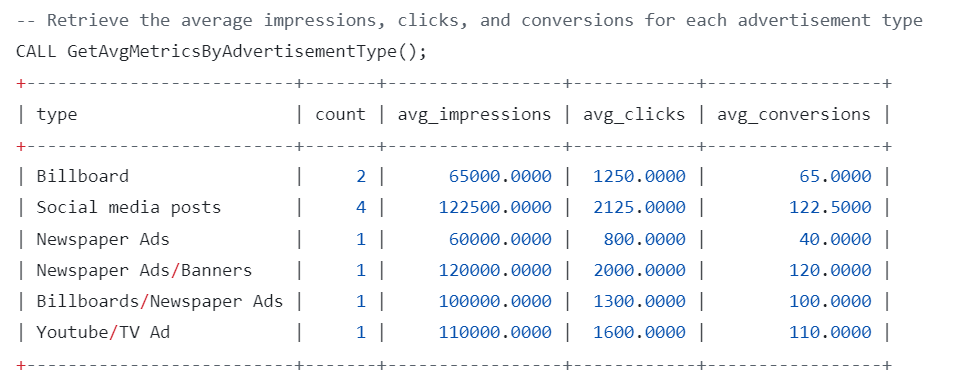 -- Retrieve the average impressions, clicks, and conversions for each advertisement type
CALL GetAvgMetricsByAdvertisementType();
+--------------------------+-------+-----------------+------------+-----------------+
| type                     | count | avg_impressions | avg_clicks | avg_conversions |
+--------------------------+-------+-----------------+------------+-----------------+
| Billboard                |     2 |      65000.0000 |  1250.0000 |         65.0000 |
| Social media posts       |     4 |     122500.0000 |  2125.0000 |        122.5000 |
| Newspaper Ads            |     1 |      60000.0000 |   800.0000 |         40.0000 |
| Newspaper Ads/Banners    |     1 |     120000.0000 |  2000.0000 |        120.0000 |
| Billboards/Newspaper Ads |     1 |     100000.0000 |  1300.0000 |        100.0000 |
| Youtube/TV Ad            |     1 |     110000.0000 |  1600.0000 |        110.0000 |
+--------------------------+-------+-----------------+------------+-----------------+